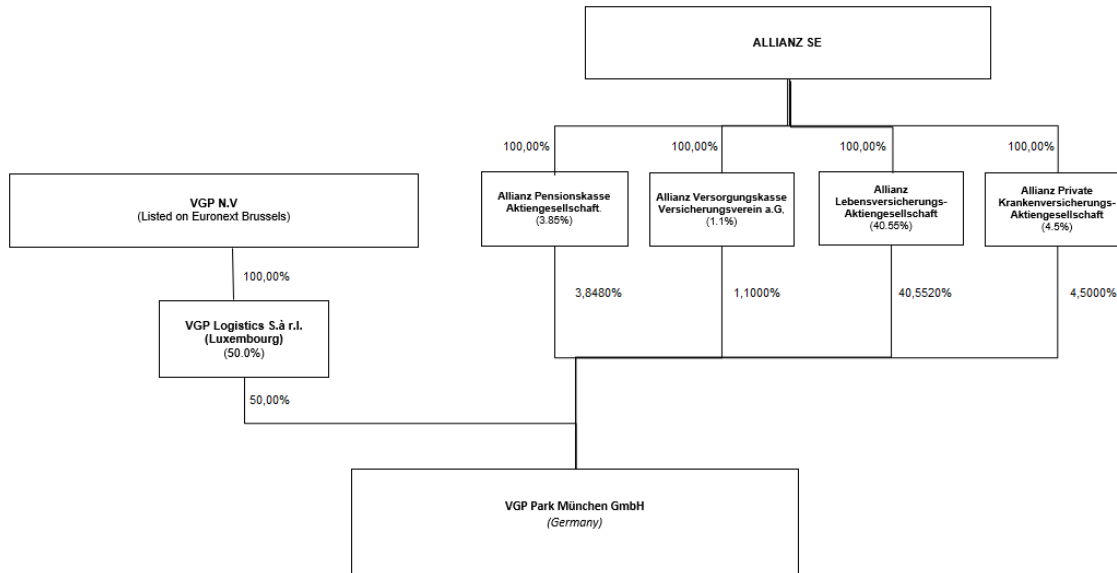 ALLIANZ SE
100,00%
100,00%
100,00%
100,00%
VGP N.V
(Listed on Euronext Brussels)
Allianz Pensionskasse
Aktiengesellschaft.
(3.85%)
Allianz Versorgungskasse
Versicherungsverein a.G.
(1.1%)
Allianz
Lebensversicherungs-
Aktiengesellschaft
(40.55%)
Allianz Private
Krankenversicherungs-
Aktiengesellschaft
(4.5%)
100,00%
3,8480%
1,1000%
40,5520%
4,5000%
VGP Logistics S.à r.l.
(Luxembourg)
(50.0%)
50,00%
VGP Park München GmbH
(Germany)